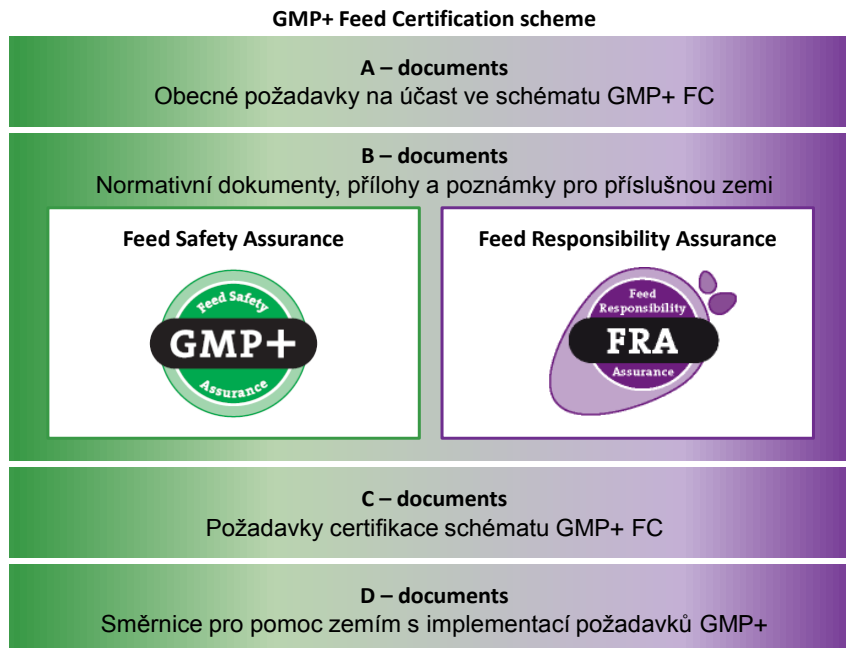 GMP+ Feed Certification scheme
A – documents
Obecné požadavky na účast ve schématu GMP+ FC
B – documents
Normativní dokumenty, přílohy a poznámky pro příslušnou zemi
Feed Safety Assurance
Feed Safety
GMP+
Assurance
Feed Responsibility Assurance
Feed
Responsibility
FRA
Assurance
C – documents
Požadavky certifikace schématu GMP+ FC
D – documents
Směrnice pro pomoc zemím s implementací požadavků GMP+